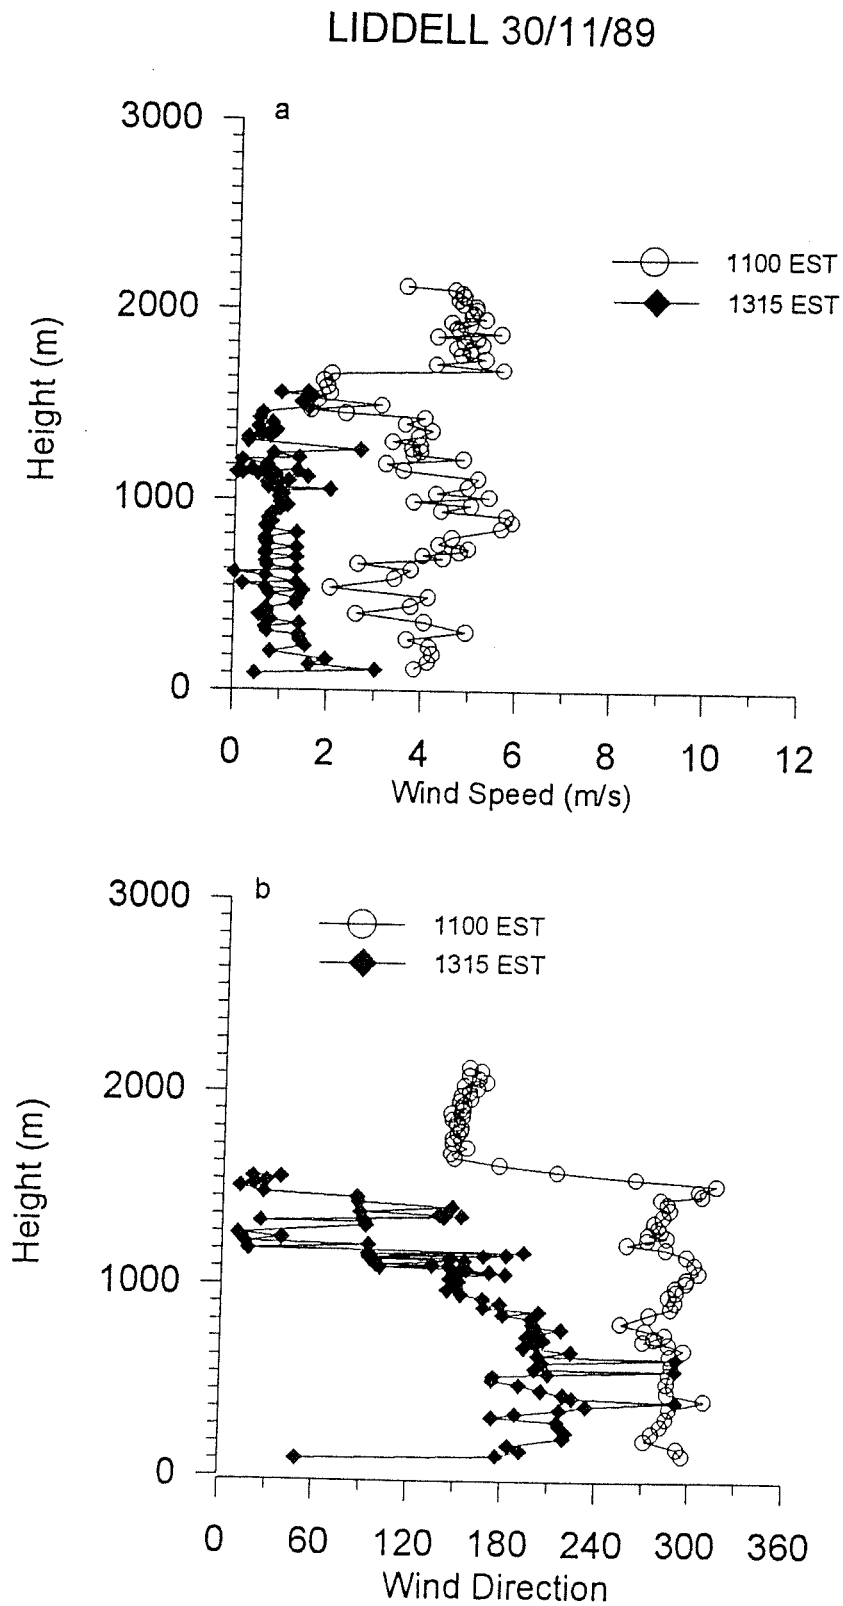 LIDDELL 30/11/89
a
3000
2000
1000
0
Height (m)
1100 EST
1315 EST
0 2 4 6 8 10 12
Wind Speed (m/s)
b
3000
2000
1000
0
Height (m)
1100 EST
1315 EST
0 60 120 180 240 300 360
Wind Direction